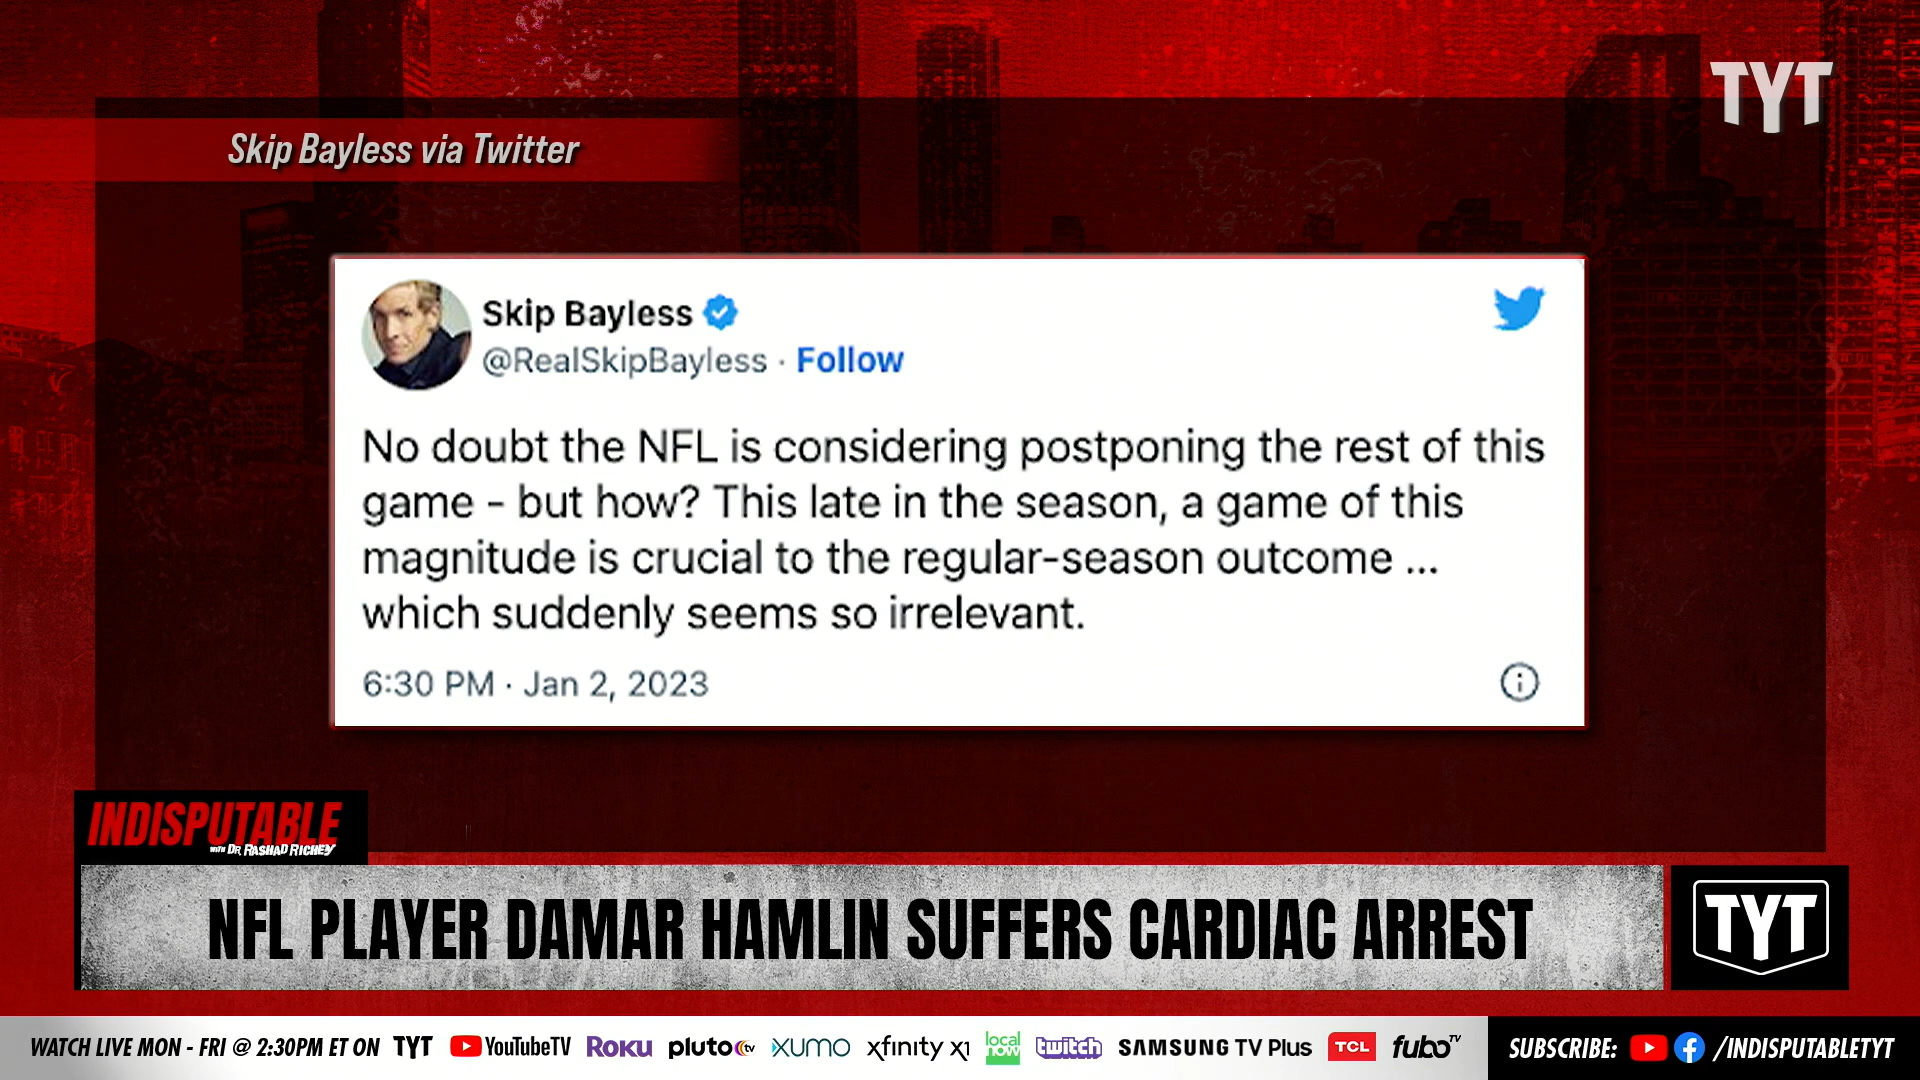 TYT
Skip Bayless via Twitter
Skip Bayless
@RealSkipBayless · Follow
No doubt the NFL is considering postponing the rest of this
game - but how? This late in the season, a game of this
magnitude is crucial to the regular-season outcome ...
which suddenly seems so irrelevant.
6:30 PM · Jan 2, 2023
INDISPUTABLE
WITH DR RASHAD RICHEY
NFL PLAYER DAMAR HAMLIN SUFFERS CARDIAC ARREST
TYT
WATCH LIVE MON - FRI @ 2:30PM ET ON TYT YouTubeTV ROKU pluto tv XUMO xfinity x1 local now twitch SAMSUNG TV Plus TCL fubo TV SUBSCRIBE: /INDISPUTABLETYT